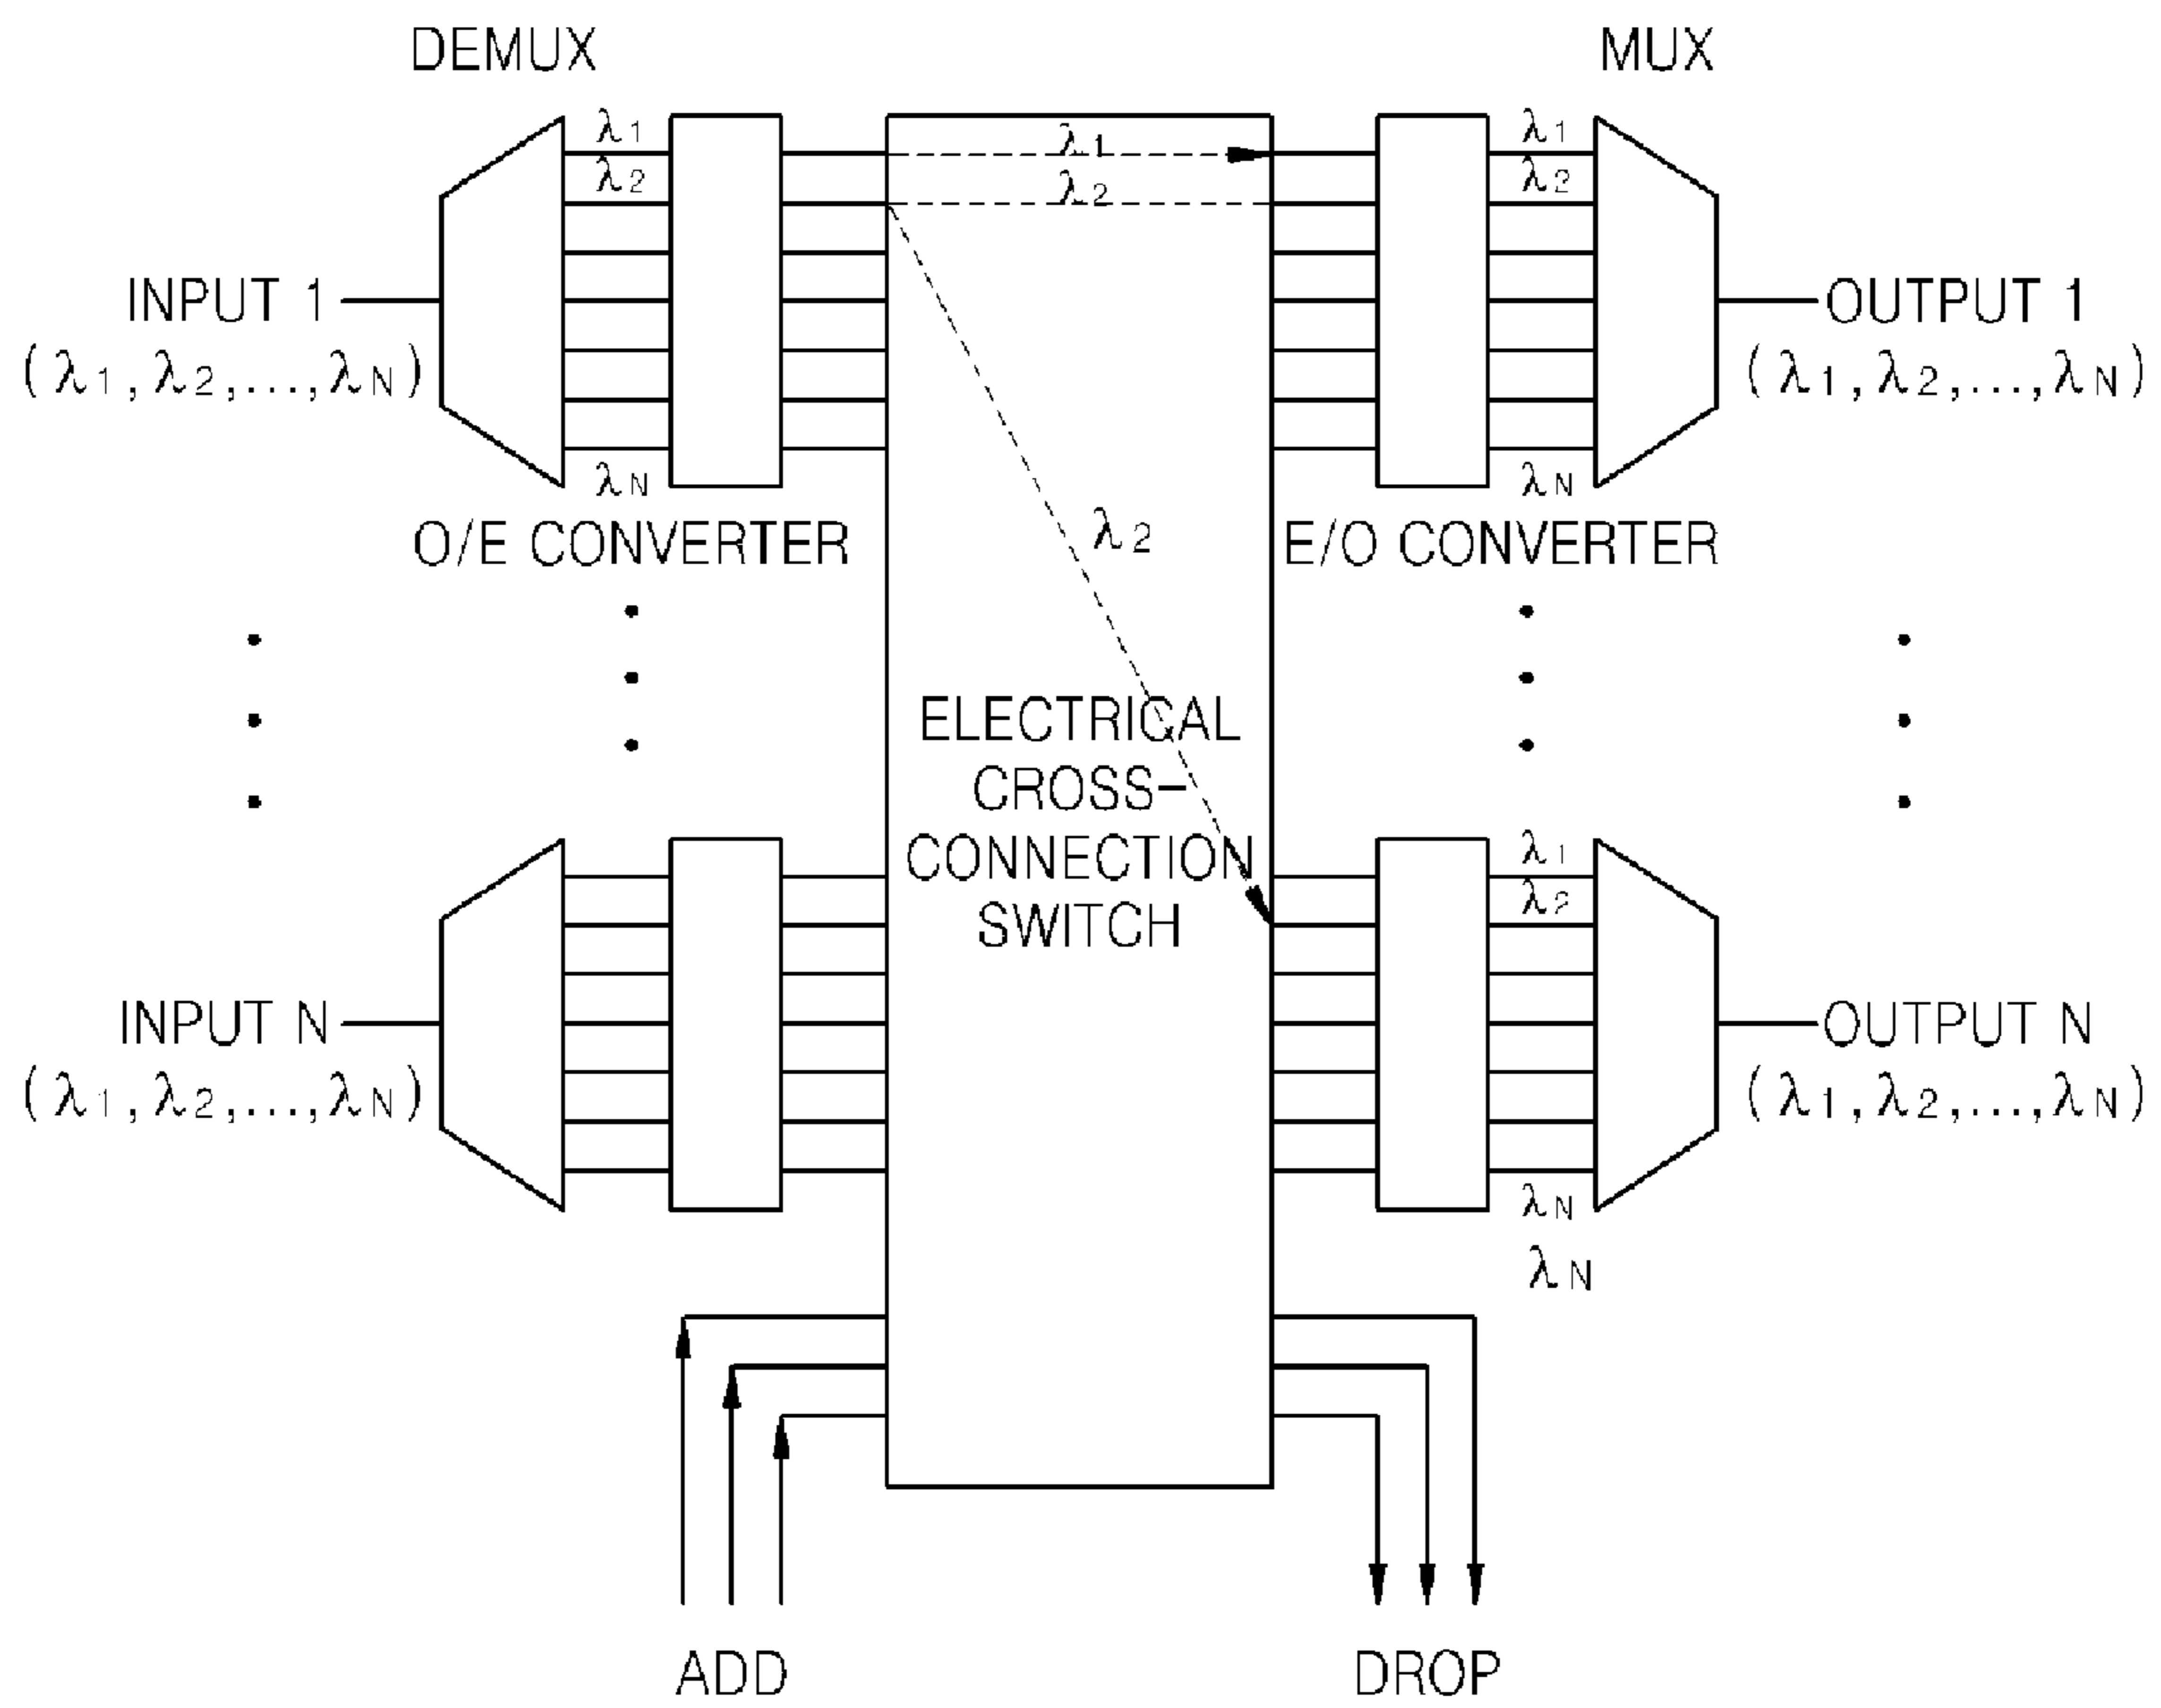 DEMUX
MUX
λ1
λ1
λ1
λ2
λ2
λ2
INPUT 1
OUTPUT 1
(λ1,λ2,...,λN)
(λ1,λ2,...,λN)
λN
λN
O/E CONVERTER
λ2
E/O CONVERTER
ELECTRICAL
CROSS-
CONNECTION
SWITCH
λ1
λ2
INPUT N
OUTPUT N
(λ1,λ2,...,λN)
(λ1,λ2,...,λN)
λN
λN
ADD
DROP